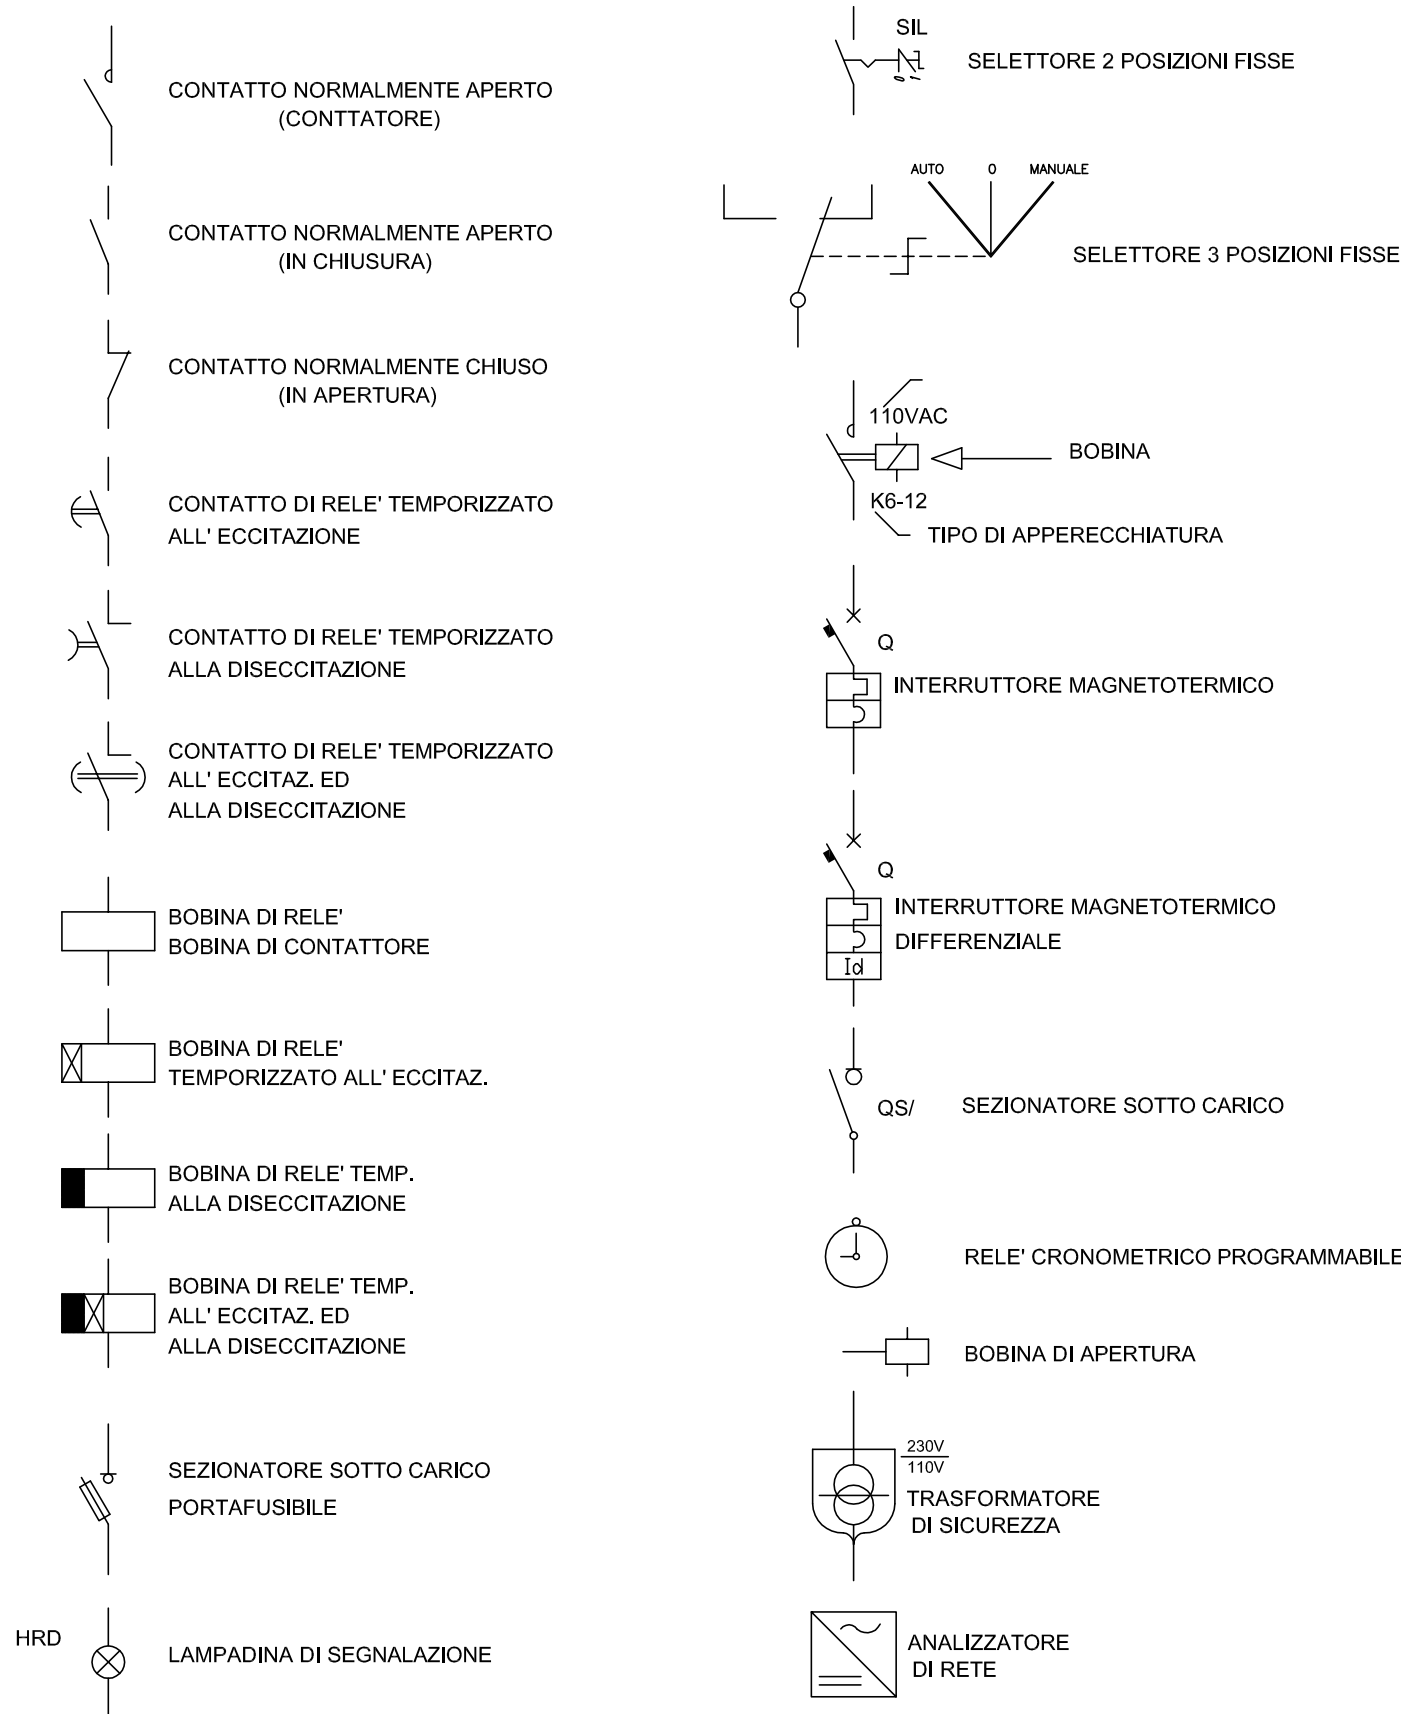 CONTATTO NORMALMENTE APERTO
(CONTTATORE)
CONTATTO NORMALMENTE APERTO
(IN CHIUSURA)
CONTATTO NORMALMENTE CHIUSO
(IN APERTURA)
CONTATTO DI RELE' TEMPORIZZATO
ALL' ECCITAZIONE
CONTATTO DI RELE' TEMPORIZZATO
ALLA DISECCITAZIONE
CONTATTO DI RELE' TEMPORIZZATO
ALL' ECCITAZ. ED
ALLA DISECCITAZIONE
BOBINA DI RELE'
BOBINA DI CONTATTORE
BOBINA DI RELE'
TEMPORIZZATO ALL' ECCITAZ.
BOBINA DI RELE' TEMP.
ALLA DISECCITAZIONE
BOBINA DI RELE' TEMP.
ALL' ECCITAZ. ED
ALLA DISECCITAZIONE
SEZIONATORE SOTTO CARICO
PORTAFUSIBILE
HRD
LAMPADINA DI SEGNALAZIONE
SIL
0 1
SELETTORE 2 POSIZIONI FISSE
AUTO 0 MANUALE
SELETTORE 3 POSIZIONI FISSE
110VAC
BOBINA
K6-12
TIPO DI APPERECCHIATURA
Q
INTERRUTTORE MAGNETOTERMICO
Q
INTERRUTTORE MAGNETOTERMICO
DIFFERENZIALE
Id
QS/
SEZIONATORE SOTTO CARICO
RELE' CRONOMETRICO PROGRAMMABILE
BOBINA DI APERTURA
230V
110V
TRASFORMATORE
DI SICUREZZA
ANALIZZATORE
DI RETE